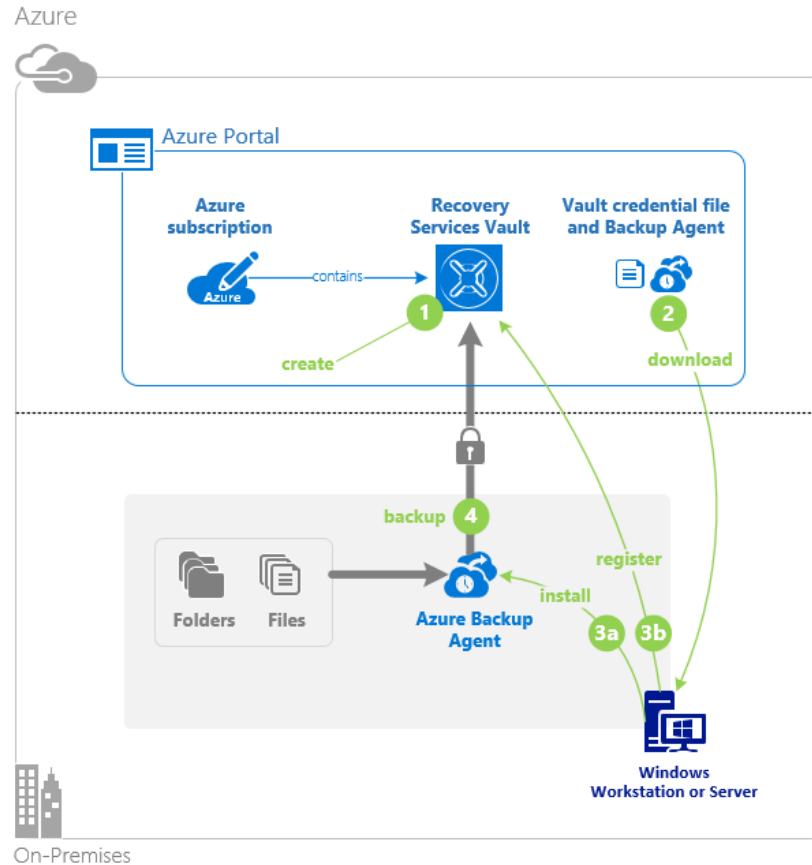 Azure
Azure Portal
Azure
subscription
Recovery
Services Vault
Vault credential file
and Backup Agent
Azure
contains
1
2
create
download
backup
4
register
install
Folders
Files
Azure Backup
Agent
3a
3b
Windows
Workstation or Server
On-Premises